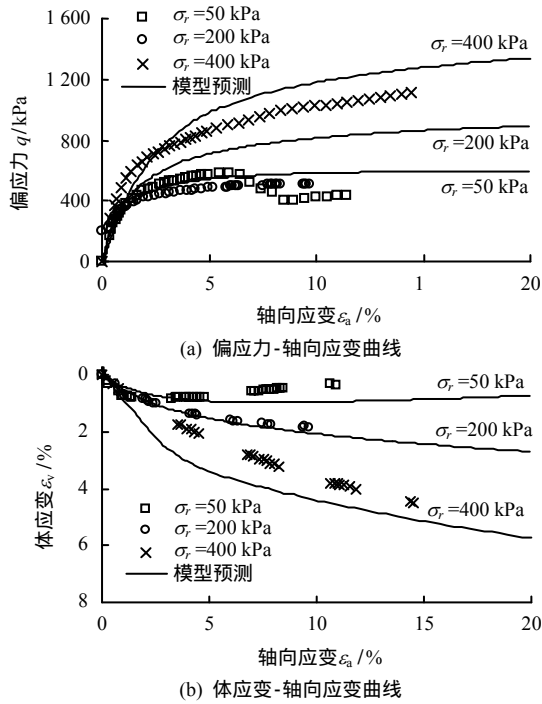 1 600
σr=50 kPa
σr=200 kPa
σr=400 kPa
模型预测
σr=400 kPa
σr=200 kPa
σr=50 kPa
偏应力 q/kPa
1 200
800
400
0
0 5 10 1 20
轴向应变εa /%
(a) 偏应力-轴向应变曲线
0
2
4
6
8
体应变εv /%
σr=50 kPa
σr=200 kPa
σr=400 kPa
σr=50 kPa
σr=200 kPa
σr=400 kPa
模型预测
0 5 10 15 20
轴向应变εa /%
(b) 体应变-轴向应变曲线